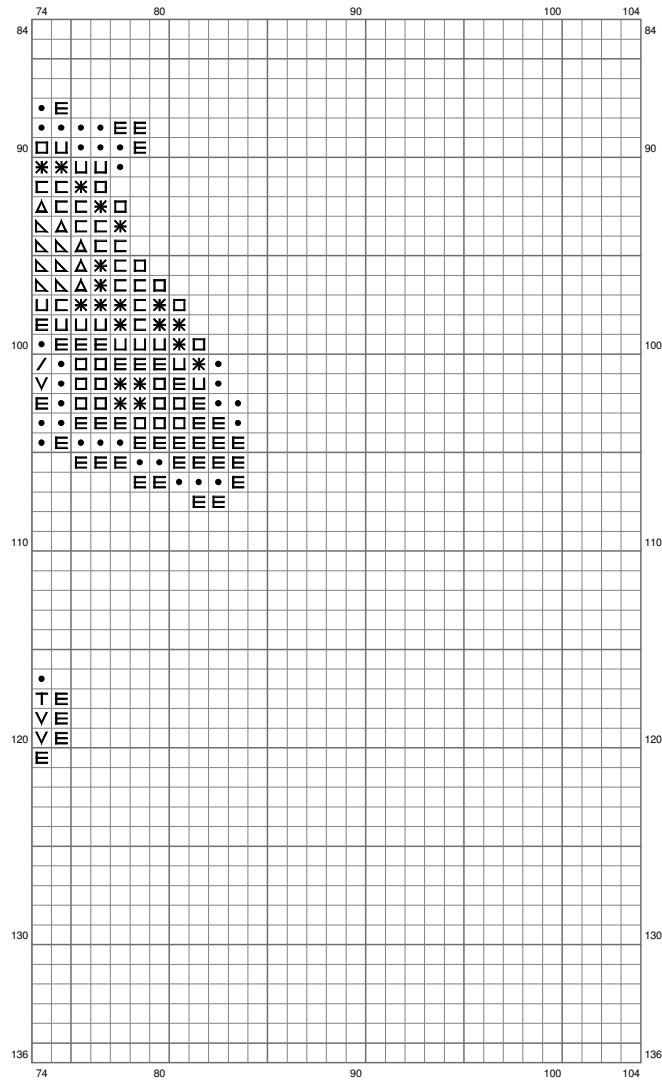 74 80 90 100 104
84 84
• E
• • • • E E
90 □ ⊔ • • • E 90
✱ ✱ ⊔ ⊔ •
⊏ ⊏ ✱ □
△ ⊏ ⊏ ✱ □
◺ △ ⊏ ⊏ ✱
◺ ◺ △ ⊏ ⊏
◺ ◺ △ ✱ ⊏ □
◺ ◺ △ ✱ ⊏ ⊏ □
⊔ ⊏ ✱ ✱ ✱ ⊏ ✱ □
E ⊔ ⊔ ⊔ ✱ ⊏ ✱ ✱
100 • E E E ⊔ ⊔ ⊔ ✱ □ 100
/ • □ □ E E E ⊔ ✱ •
V • □ □ ✱ ✱ □ E ⊔ •
E • □ □ ✱ ✱ □ □ E • •
• • E E E □ □ □ E E •
• E • • • E E E E E E
E E E • • E E E E
E E • • • E
E E
110 110
•
T E
V E
120 V E 120
E
130 130
136 136
74 80 90 100 104